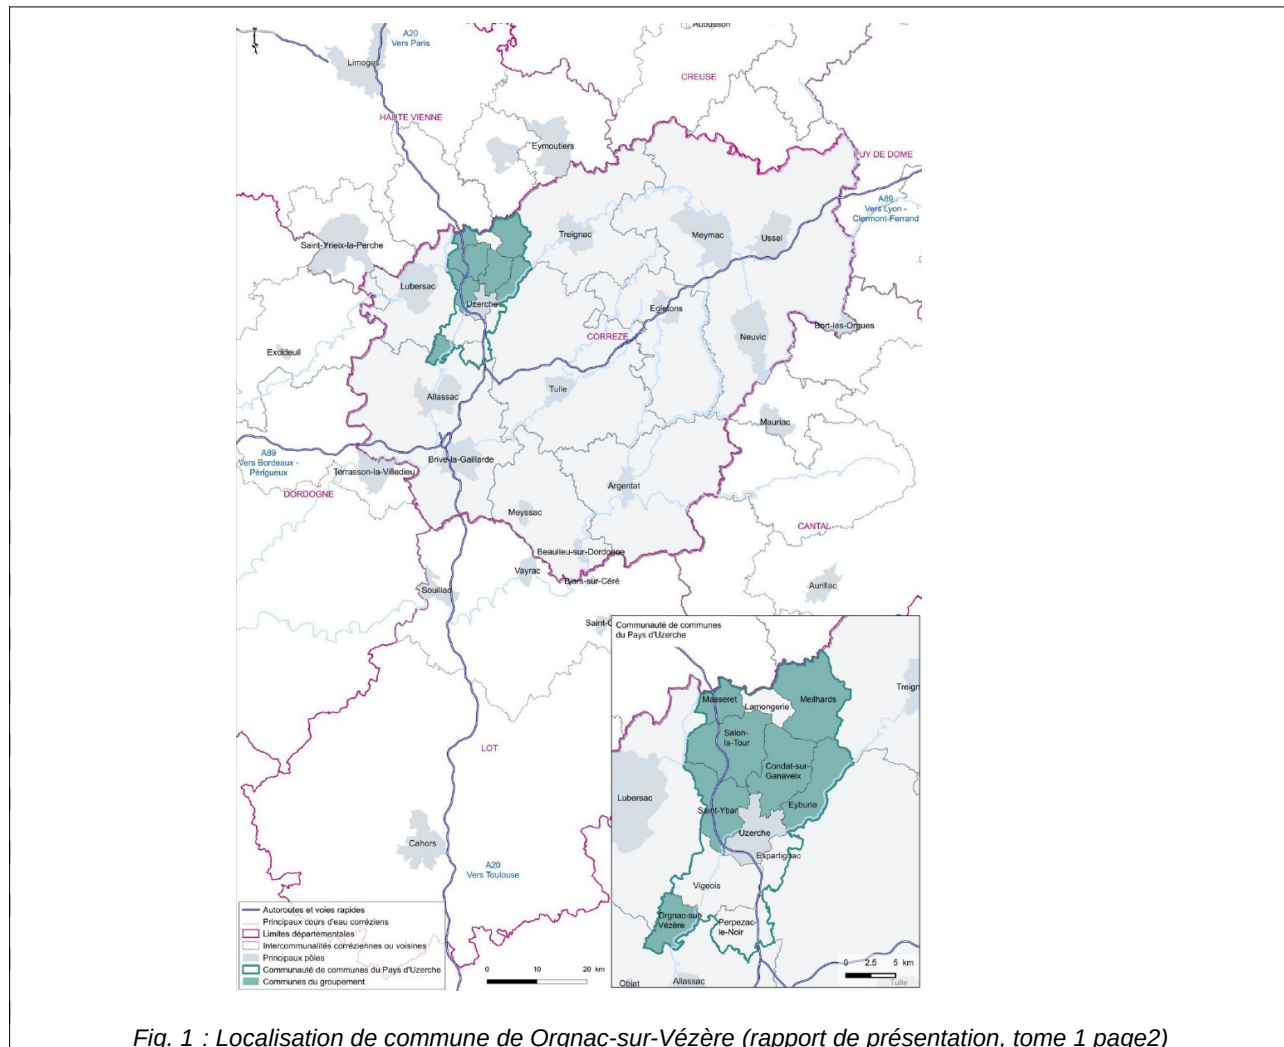 Aubusson
A20
Vers Paris
Limoges
CREUSE
HAUTE VIENNE
Eymoutiers
PUY DE DOME
A89
Vers Lyon -
Clermont-Ferrand
Treignac
Meymac
Ussel
Saint-Yrieix-la-Perche
Lubersac
Uzerche
Egletons
Bort-les-Orgues
CORREZE
Neuvic
Excideuil
Tulle
Allassac
Mauriac
A89
Vers Bordeaux -
Périgueux
Brive-la-Gaillarde
Terrasson-la-Villedieu
Argentat
DORDOGNE
Meyssac
CANTAL
Beaulieu-sur-Dordogne
Vayrac
Biars-sur-Céré
Souillac
Aurillac
Saint-C
LOT
Cahors
A20
Vers Toulouse
Communauté de communes
du Pays d'Uzerche
Masseret
Lamongerie
Meilhards
Treign
Salon-
la-Tour
Condat-sur-
Ganaveix
Lubersac
Saint-Ybar
Eyburie
Uzerche
Espartignac
Vigeois
Orgnac-sur-
Vézère
Perpezac-
le-Noir
Objat
Allassac
Tulle
0 2.5 5 km
Autoroutes et voies rapides
Principaux cours d'eau corréziens
Limites départementales
Intercommunalités corréziennes ou voisines
Principaux pôles
Communauté de communes du Pays d'Uzerche
Communes du groupement
0 10 20 km
Fig. 1 : Localisation de commune de Orgnac-sur-Vézère (rapport de présentation, tome 1 page2)